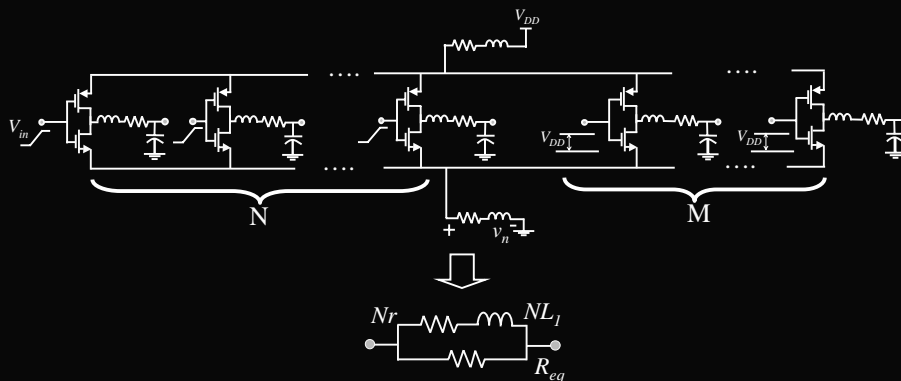 V_DD
....
....
V_in
V_DD
V_DD
....
....
N
M
+ v_n -
Nr
NL_1
R_eq